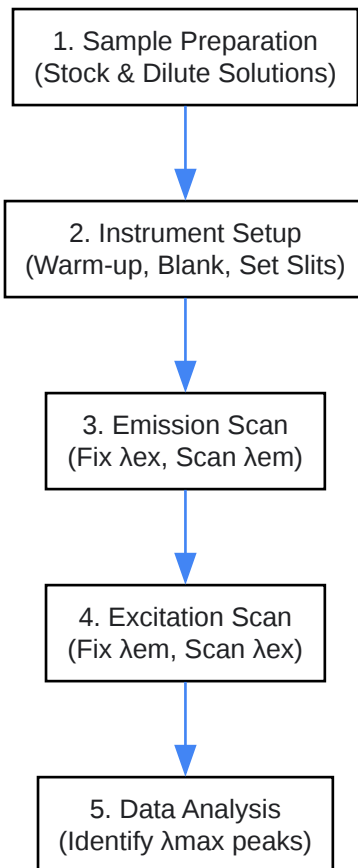 1. Sample Preparation
(Stock & Dilute Solutions)
2. Instrument Setup
(Warm-up, Blank, Set Slits)
3. Emission Scan
(Fix λex, Scan λem)
4. Excitation Scan
(Fix λem, Scan λex)
5. Data Analysis
(Identify λmax peaks)